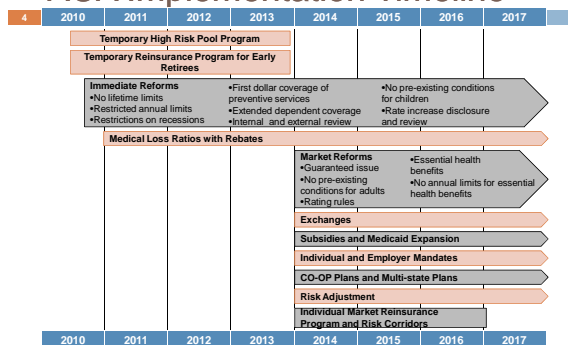 ACA Implementation Timeline
4
2010 2011 2012 2013 2014 2015 2016 2017
Temporary High Risk Pool Program
Temporary Reinsurance Program for Early
Retirees
Immediate Reforms
•No lifetime limits
•Restricted annual limits
•Restrictions on recessions
•First dollar coverage of
preventive services
•Extended dependent coverage
•Internal and external review
•No pre-existing conditions
for children
•Rate increase disclosure
and review
Medical Loss Ratios with Rebates
Market Reforms
•Guaranteed issue
•No pre-existing
conditions for adults
•Rating rules
•Essential health
benefits
•No annual limits for essential
health benefits
Exchanges
Subsidies and Medicaid Expansion
Individual and Employer Mandates
CO-OP Plans and Multi-state Plans
Risk Adjustment
Individual Market Reinsurance
Program and Risk Corridors
2010 2011 2012 2013 2014 2015 2016 2017